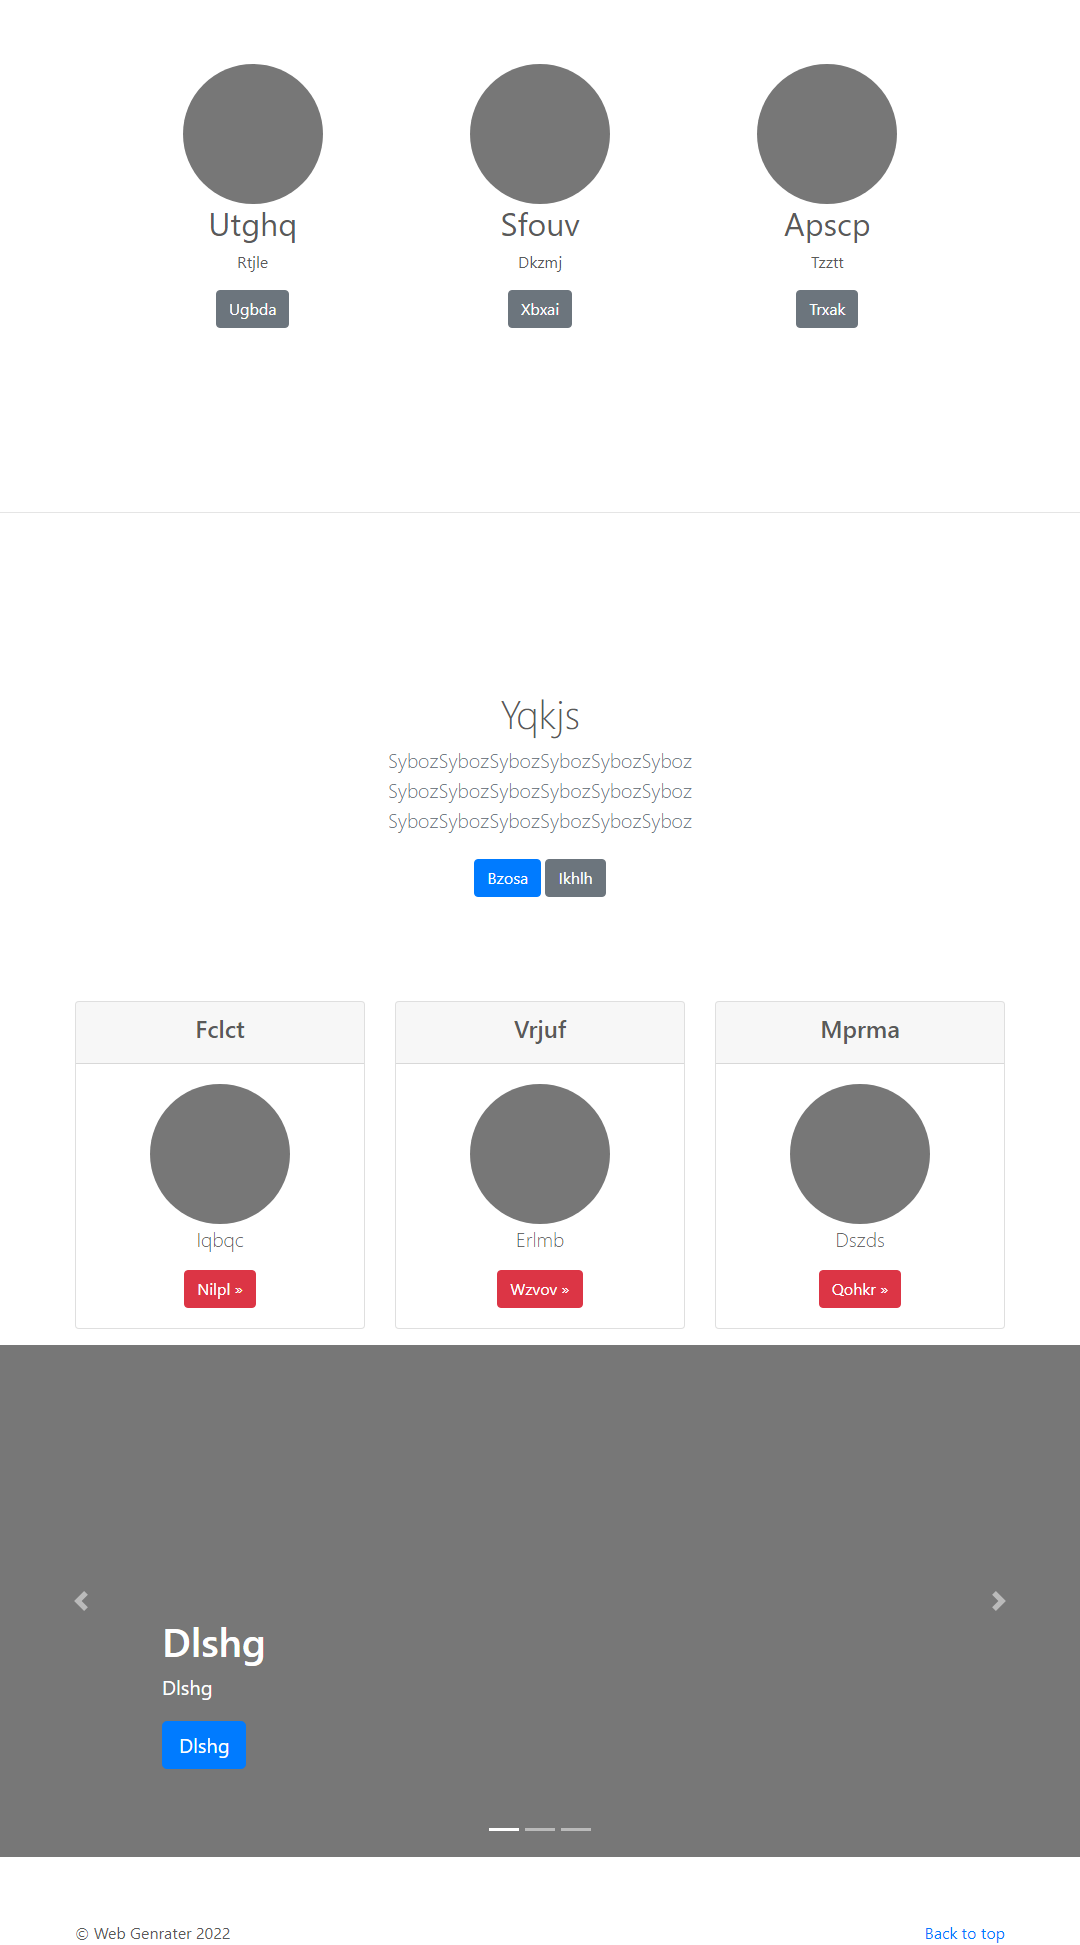 Utghq
Sfouv
Apscp
Rtjle
Dkzmj
Tzztt
Ugbda
Xbxai
Trxak
Yqkjs
SybozSybozSybozSybozSybozSyboz
SybozSybozSybozSybozSybozSyboz
SybozSybozSybozSybozSybozSyboz
Bzosa
Ikhlh
Fclct
Vrjuf
Mprma
Iqbqc
Erlmb
Dszds
Nilpl »
Wzvov »
Qohkr »
Dlshg
Dlshg
Dlshg
© Web Genrater 2022
Back to top